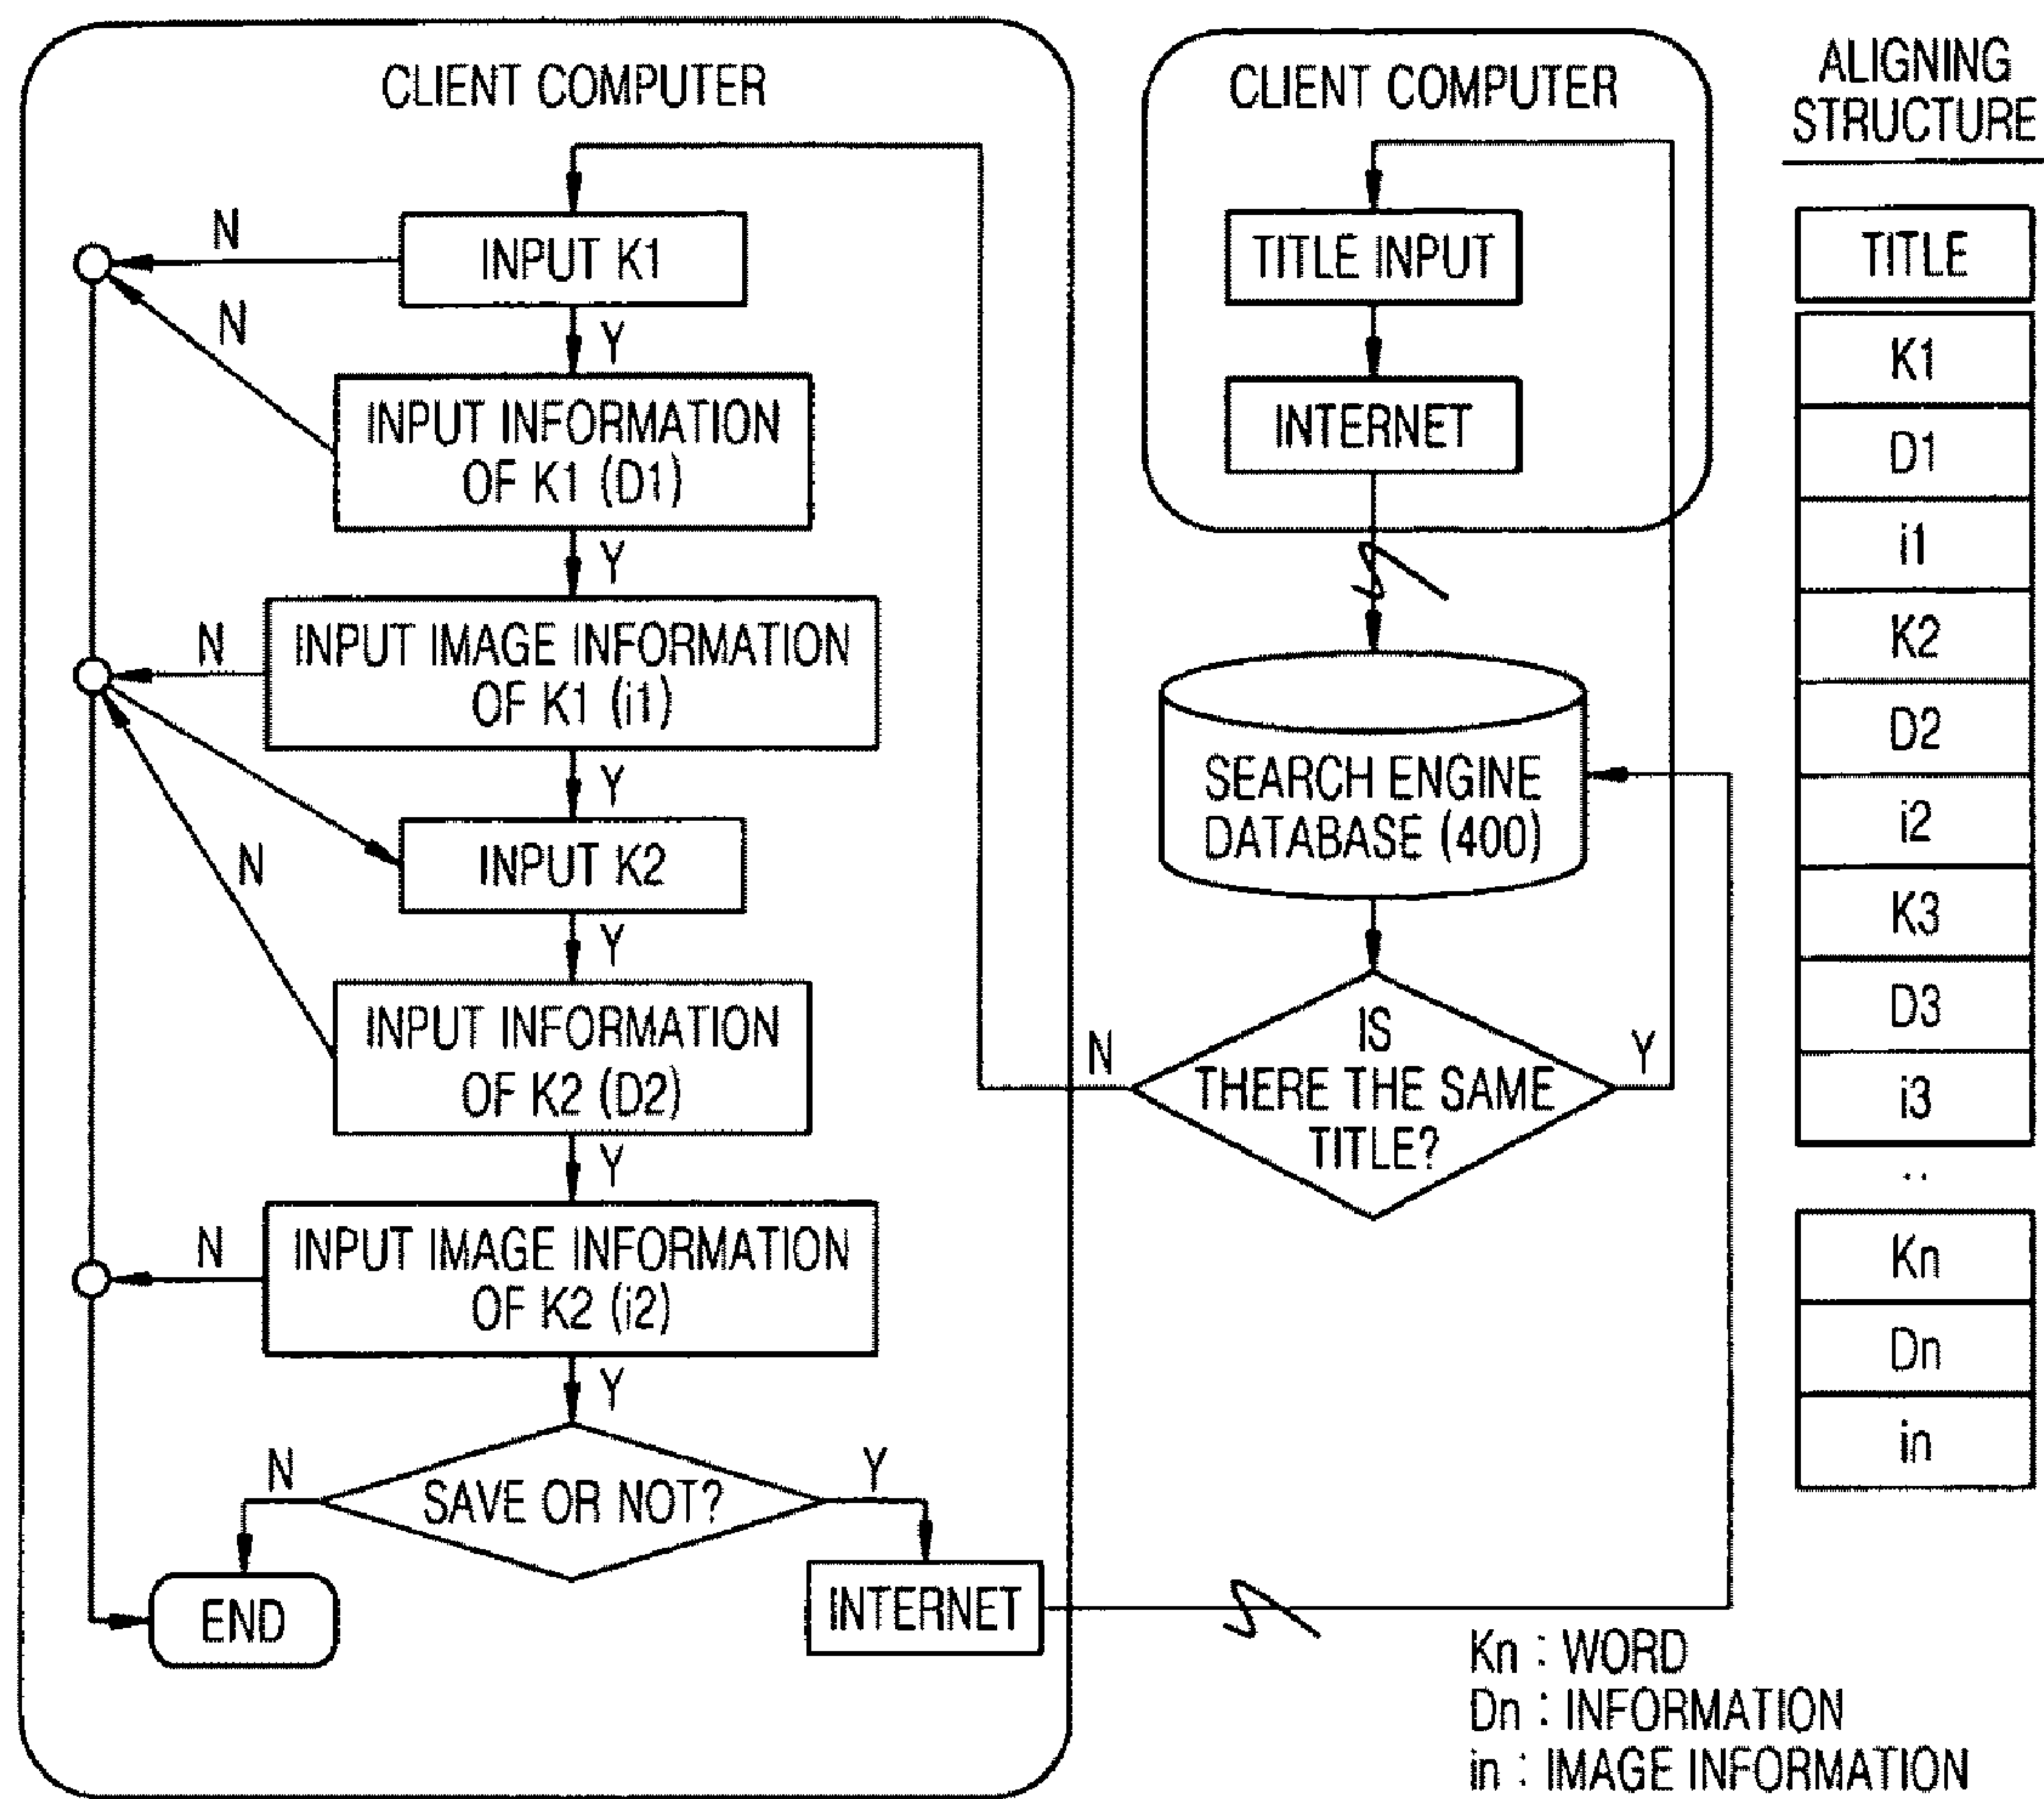 CLIENT COMPUTER
INPUT K1
N
N
Y
INPUT INFORMATION
OF K1 (D1)
Y
INPUT IMAGE INFORMATION
OF K1 (i1)
N
Y
INPUT K2
N
Y
INPUT INFORMATION
OF K2 (D2)
Y
INPUT IMAGE INFORMATION
OF K2 (i2)
N
Y
SAVE OR NOT?
N
Y
END
INTERNET
CLIENT COMPUTER
TITLE INPUT
INTERNET
SEARCH ENGINE
DATABASE (400)
IS
THERE THE SAME
TITLE?
N
Y
ALIGNING
STRUCTURE
TITLE
K1
D1
i1
K2
D2
i2
K3
D3
i3
..
Kn
Dn
in
Kn : WORD
Dn : INFORMATION
in : IMAGE INFORMATION